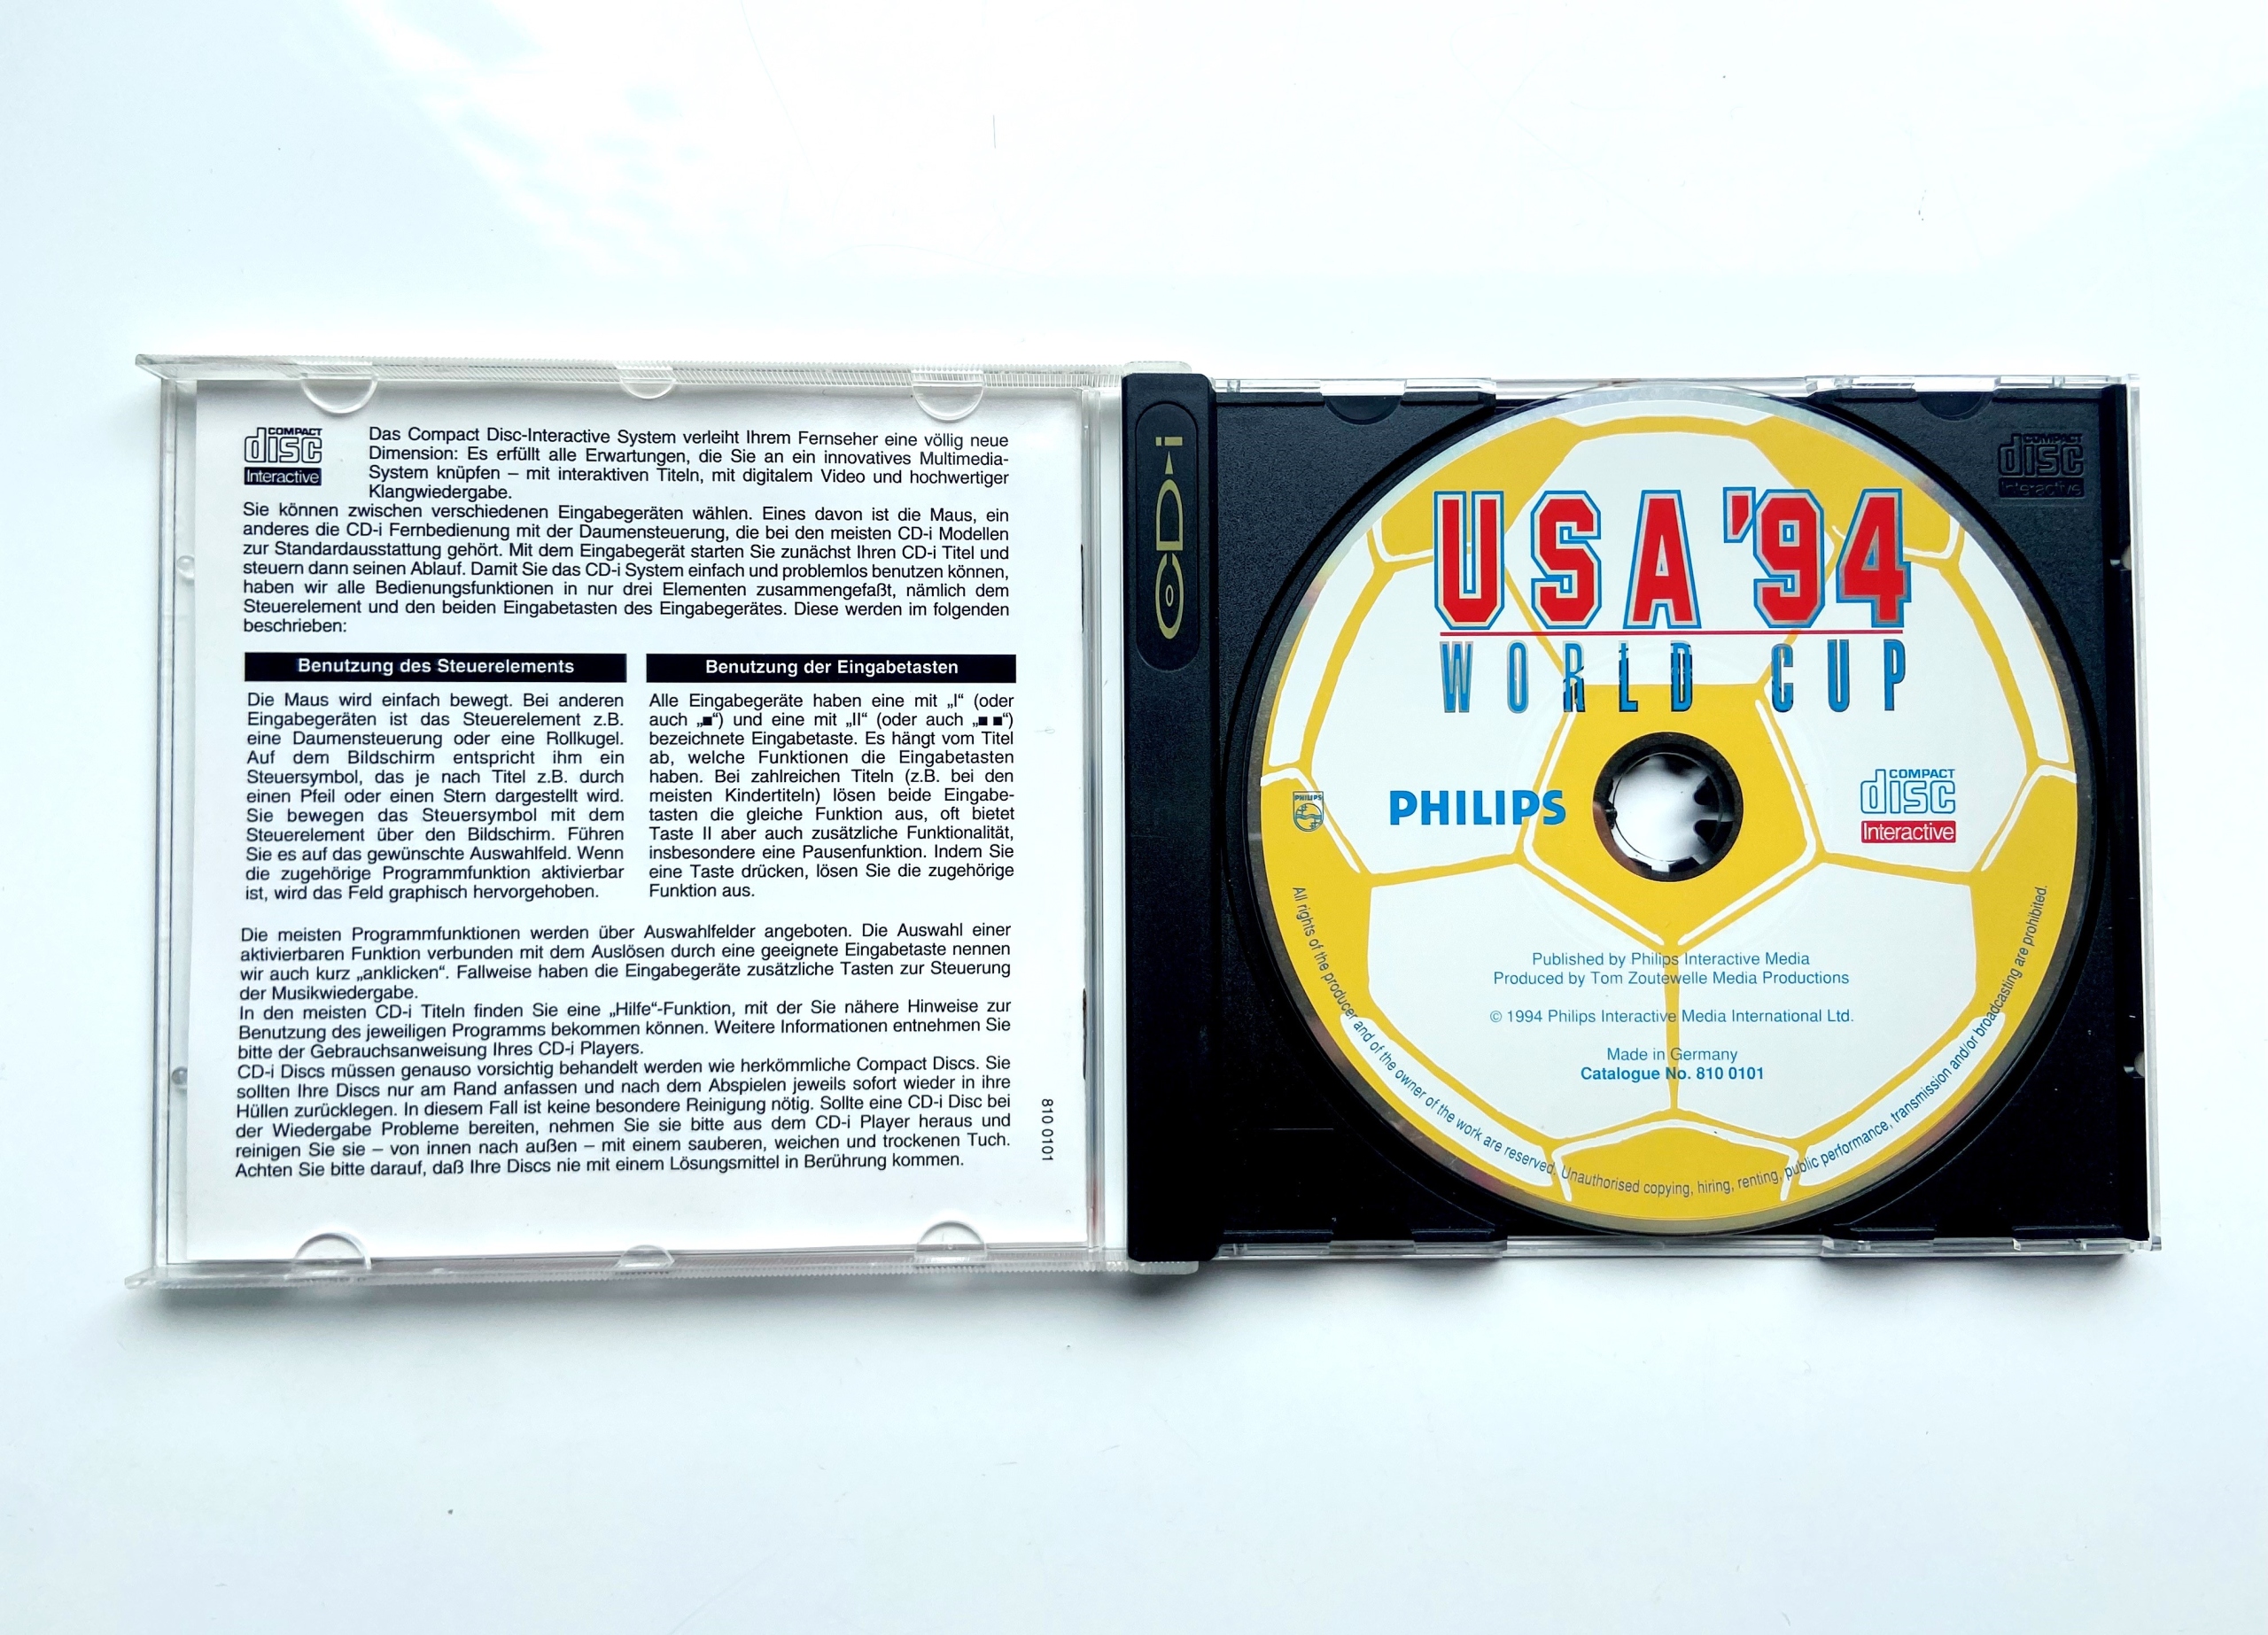 COMPACT
disc
Interactive
Das Compact Disc-Interactive System verleiht Ihrem Fernseher eine völlig neue
Dimension: Es erfüllt alle Erwartungen, die Sie an ein innovatives Multimedia-
System knüpfen – mit interaktiven Titeln, mit digitalem Video und hochwertiger
Klangwiedergabe.
Sie können zwischen verschiedenen Eingabegeräten wählen. Eines davon ist die Maus, ein
anderes die CD-i Fernbedienung mit der Daumensteuerung, die bei den meisten CD-i Modellen
zur Standardausstattung gehört. Mit dem Eingabegerät starten Sie zunächst Ihren CD-i Titel und
steuern dann seinen Ablauf. Damit Sie das CD-i System einfach und problemlos benutzen können,
haben wir alle Bedienungsfunktionen in nur drei Elementen zusammengefaßt, nämlich dem
Steuerelement und den beiden Eingabetasten des Eingabegerätes. Diese werden im folgenden
beschrieben:
Benutzung des Steuerelements
Die Maus wird einfach bewegt. Bei anderen
Eingabegeräten ist das Steuerelement z.B.
eine Daumensteuerung oder eine Rollkugel.
Auf dem Bildschirm entspricht ihm ein
Steuersymbol, das je nach Titel z.B. durch
einen Pfeil oder einen Stern dargestellt wird.
Sie bewegen das Steuersymbol mit dem
Steuerelement über den Bildschirm. Führen
Sie es auf das gewünschte Auswahlfeld. Wenn
die zugehörige Programmfunktion aktivierbar
ist, wird das Feld graphisch hervorgehoben.
Benutzung der Eingabetasten
Alle Eingabegeräte haben eine mit „I“ (oder
auch „■“) und eine mit „II“ (oder auch „■ ■“)
bezeichnete Eingabetaste. Es hängt vom Titel
ab, welche Funktionen die Eingabetasten
haben. Bei zahlreichen Titeln (z.B. bei den
meisten Kindertiteln) lösen beide Eingabe-
tasten die gleiche Funktion aus, oft bietet
Taste II aber auch zusätzliche Funktionalität,
insbesondere eine Pausenfunktion. Indem Sie
eine Taste drücken, lösen Sie die zugehörige
Funktion aus.
Die meisten Programmfunktionen werden über Auswahlfelder angeboten. Die Auswahl einer
aktivierbaren Funktion verbunden mit dem Auslösen durch eine geeignete Eingabetaste nennen
wir auch kurz „anklicken“. Fallweise haben die Eingabegeräte zusätzliche Tasten zur Steuerung
der Musikwiedergabe.
In den meisten CD-i Titeln finden Sie eine „Hilfe“-Funktion, mit der Sie nähere Hinweise zur
Benutzung des jeweiligen Programms bekommen können. Weitere Informationen entnehmen Sie
bitte der Gebrauchsanweisung Ihres CD-i Players.
CD-i Discs müssen genauso vorsichtig behandelt werden wie herkömmliche Compact Discs. Sie
sollten Ihre Discs nur am Rand anfassen und nach dem Abspielen jeweils sofort wieder in ihre
Hüllen zurücklegen. In diesem Fall ist keine besondere Reinigung nötig. Sollte eine CD-i Disc bei
der Wiedergabe Probleme bereiten, nehmen Sie sie bitte aus dem CD-i Player heraus und
reinigen Sie sie – von innen nach außen – mit einem sauberen, weichen und trockenen Tuch.
Achten Sie bitte darauf, daß Ihre Discs nie mit einem Lösungsmittel in Berührung kommen.
810 0101
CD-i
COMPACT
disc
Interactive
USA '94
WORLD CUP
PHILIPS
PHILIPS
COMPACT
disc
Interactive
Published by Philips Interactive Media
Produced by Tom Zoutewelle Media Productions
© 1994 Philips Interactive Media International Ltd.
Made in Germany
Catalogue No. 810 0101
All rights of the producer and of the owner of the work are reserved. Unauthorised copying, hiring, renting, public performance, transmission and/or broadcasting are prohibited.